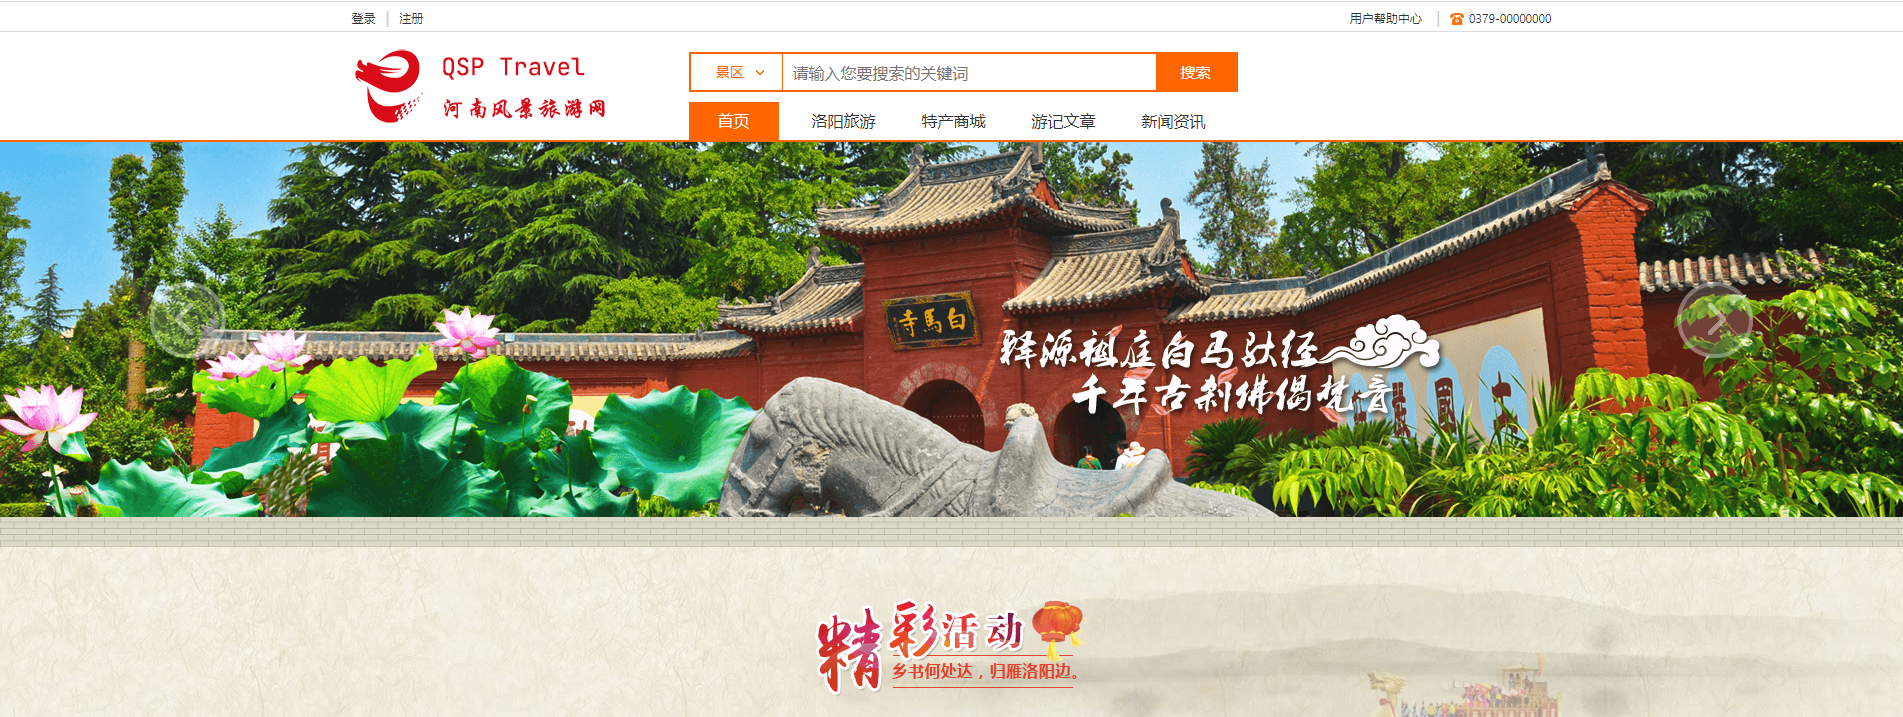 登录 | 注册
用户帮助中心 | 0379-00000000
QSP Travel
河南风景旅游网
景区
请输入您要搜索的关键词
搜索
首页 洛阳旅游 特产商城 游记文章 新闻资讯
白馬寺
释源祖庭白马驮经
千年古刹佛偈梵音
精彩活动
乡书何处达，归雁洛阳边。